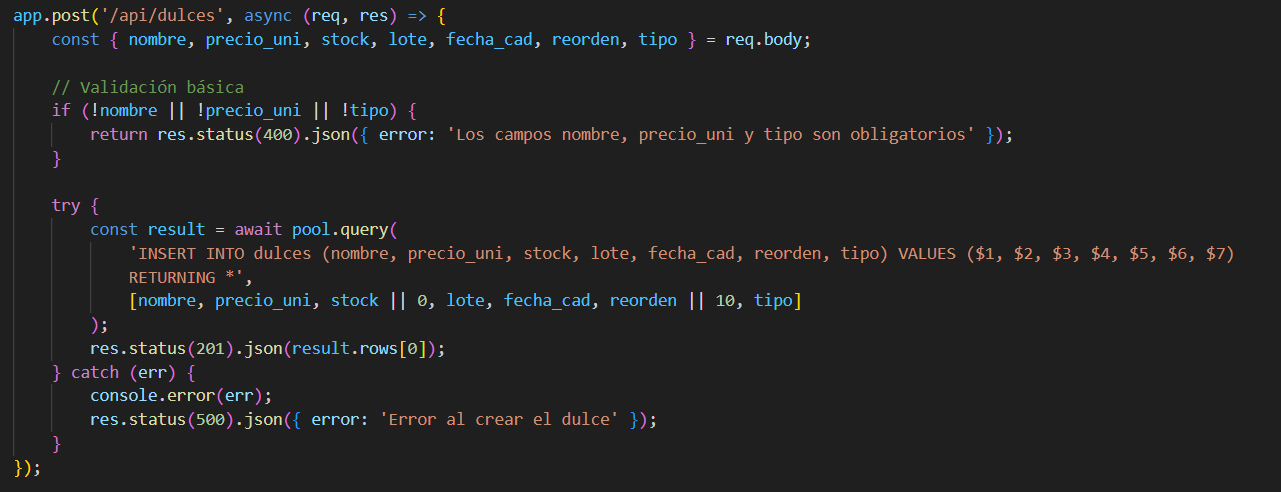 app.post('/api/dulces', async (req, res) => {
    const { nombre, precio_uni, stock, lote, fecha_cad, reorden, tipo } = req.body;

    // Validación básica
    if (!nombre || !precio_uni || !tipo) {
        return res.status(400).json({ error: 'Los campos nombre, precio_uni y tipo son obligatorios' });
    }

    try {
        const result = await pool.query(
            'INSERT INTO dulces (nombre, precio_uni, stock, lote, fecha_cad, reorden, tipo) VALUES ($1, $2, $3, $4, $5, $6, $7)
            RETURNING *',
            [nombre, precio_uni, stock || 0, lote, fecha_cad, reorden || 10, tipo]
        );
        res.status(201).json(result.rows[0]);
    } catch (err) {
        console.error(err);
        res.status(500).json({ error: 'Error al crear el dulce' });
    }
});